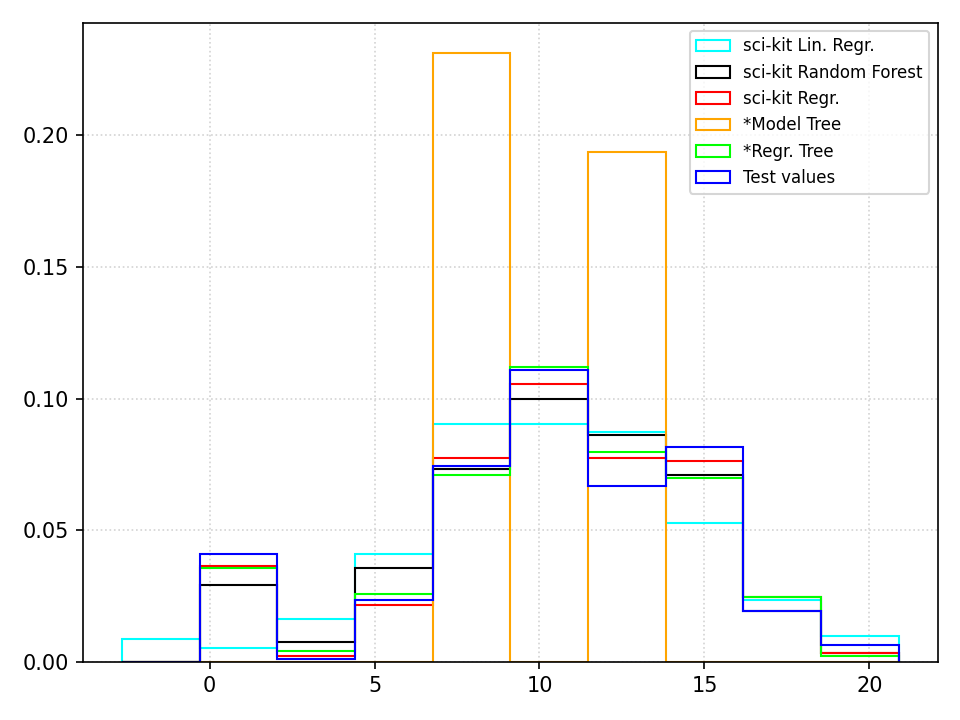 sci-kit Lin. Regr.
sci-kit Random Forest
sci-kit Regr.
*Model Tree
*Regr. Tree
Test values
0.20
0.15
0.10
0.05
0.00
0 5 10 15 20